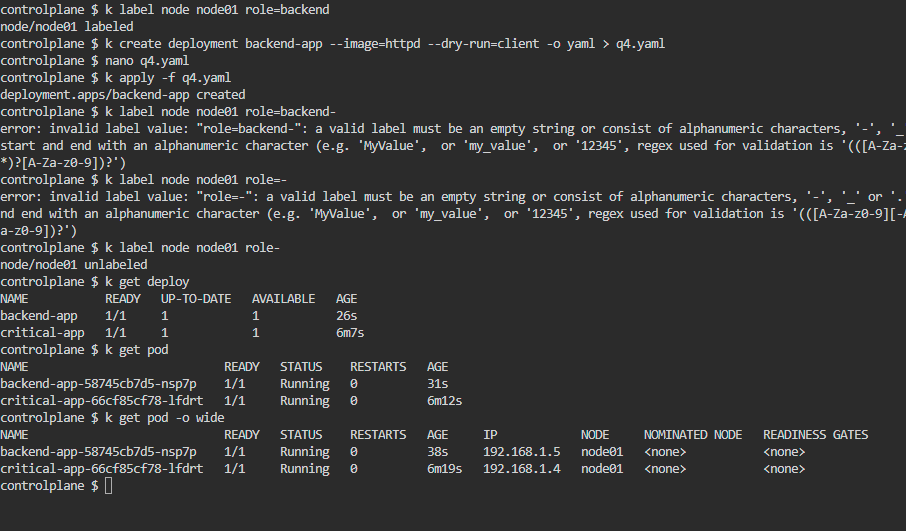 controlplane $ k label node node01 role=backend
node/node01 labeled
controlplane $ k create deployment backend-app --image=httpd --dry-run=client -o yaml > q4.yaml
controlplane $ nano q4.yaml
controlplane $ k apply -f q4.yaml
deployment.apps/backend-app created
controlplane $ k label node node01 role=backend-
error: invalid label value: "role=backend-": a valid label must be an empty string or consist of alphanumeric characters, '-', '_
start and end with an alphanumeric character (e.g. 'MyValue',  or 'my_value',  or '12345', regex used for validation is '(([A-Za-z
*)?[A-Za-z0-9])?')
controlplane $ k label node node01 role=-
error: invalid label value: "role=-": a valid label must be an empty string or consist of alphanumeric characters, '-', '_' or '.
nd end with an alphanumeric character (e.g. 'MyValue',  or 'my_value',  or '12345', regex used for validation is '(([A-Za-z0-9][-A
a-z0-9])?')
controlplane $ k label node node01 role-
node/node01 unlabeled
controlplane $ k get deploy
NAME           READY   UP-TO-DATE   AVAILABLE   AGE
backend-app    1/1     1            1           26s
critical-app   1/1     1            1           6m7s
controlplane $ k get pod
NAME                            READY   STATUS    RESTARTS   AGE
backend-app-58745cb7d5-nsp7p    1/1     Running   0          31s
critical-app-66cf85cf78-lfdrt   1/1     Running   0          6m12s
controlplane $ k get pod -o wide
NAME                            READY   STATUS    RESTARTS   AGE     IP            NODE     NOMINATED NODE   READINESS GATES
backend-app-58745cb7d5-nsp7p    1/1     Running   0          38s     192.168.1.5   node01   <none>           <none>
critical-app-66cf85cf78-lfdrt   1/1     Running   0          6m19s   192.168.1.4   node01   <none>           <none>
controlplane $